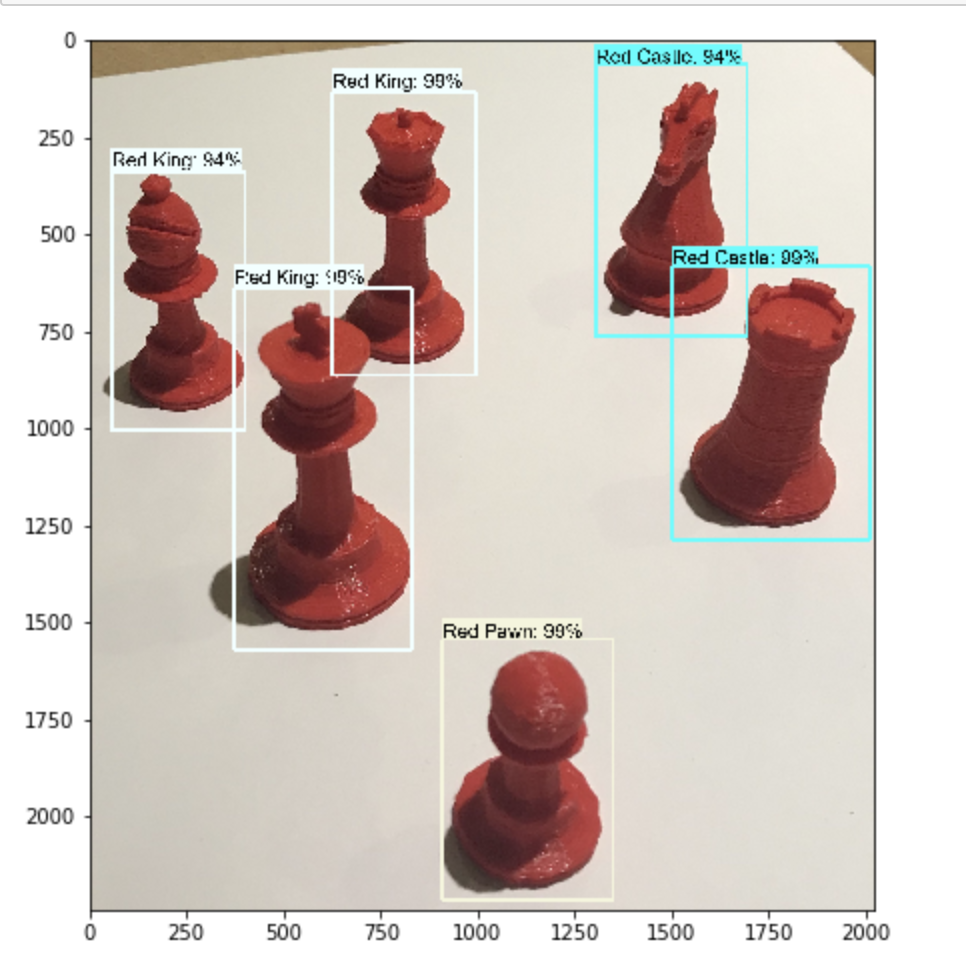 0
250
500
750
1000
1250
1500
1750
2000
Red Castle: 94%
Red King: 99%
Red King: 94%
Red Castle: 99%
Red King: 99%
Red Pawn: 99%
0 250 500 750 1000 1250 1500 1750 2000